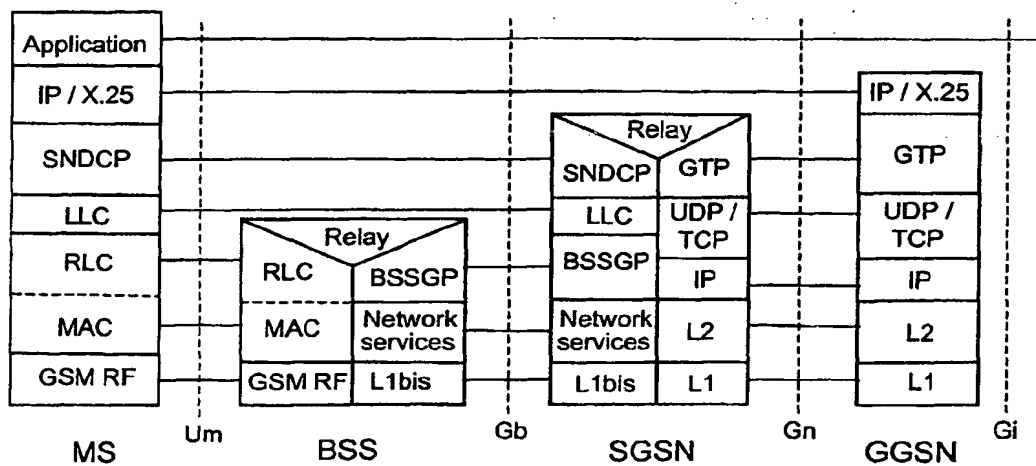 Application
IP / X.25
SNDCP
LLC
RLC
MAC
GSM RF
MS
Um
Relay
RLC
BSSGP
MAC
Network
services
GSM RF
L1bis
BSS
Gb
Relay
SNDCP
GTP
LLC
UDP /
TCP
BSSGP
IP
Network
services
L2
L1bis
L1
SGSN
Gn
IP / X.25
GTP
UDP /
TCP
IP
L2
L1
GGSN
Gi